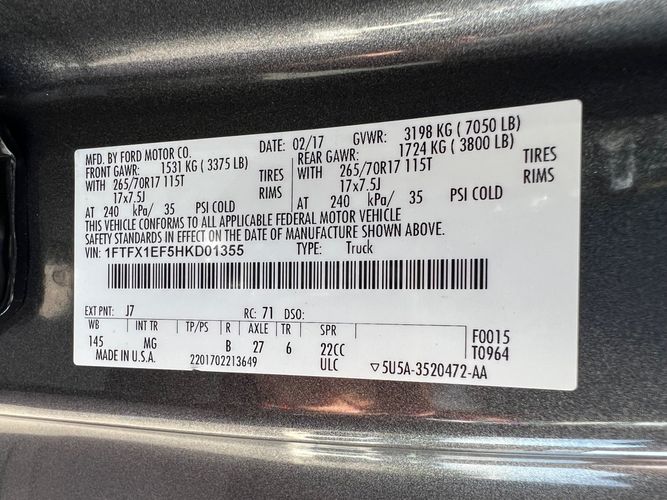 MFD. BY FORD MOTOR CO. DATE: 02/17 GVWR: 3198 KG ( 7050 LB)
FRONT GAWR: 1531 KG ( 3375 LB) REAR GAWR: 1724 KG ( 3800 LB)
WITH 265/70R17 115T TIRES WITH 265/70R17 115T TIRES
17x7.5J RIMS 17x7.5J RIMS
AT 240 kPa/ 35 PSI COLD AT 240 kPa/ 35 PSI COLD
THIS VEHICLE CONFORMS TO ALL APPLICABLE FEDERAL MOTOR VEHICLE
SAFETY STANDARDS IN EFFECT ON THE DATE OF MANUFACTURE SHOWN ABOVE.
VIN: 1FTFX1EF5HKD01355 TYPE: Truck
EXT PNT: J7 RC: 71 DSO:
WB INT TR TP/PS R AXLE TR SPR F0015
145 MG B 27 6 22CC T0964
MADE IN U.S.A. 2201702213649 ULC ▽5U5A-3520472-AA